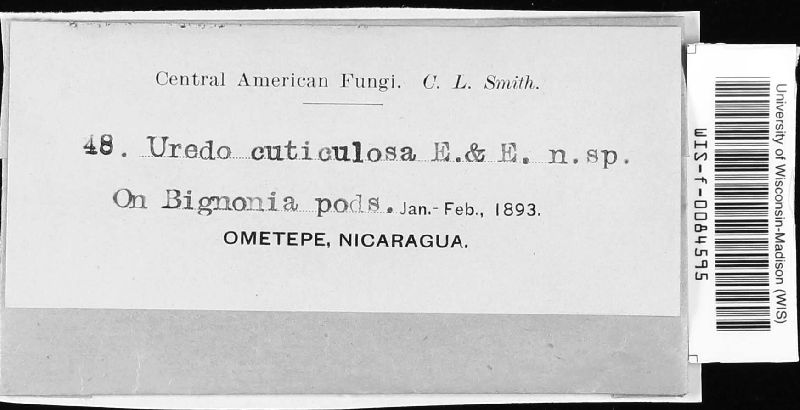 Central American Fungi. C. L. Smith.
48. Uredo cuticulosa E. & E. n. sp.
On Bignonia pods. Jan.-Feb., 1893.
OMETEPE, NICARAGUA.
WIS-f-0084595
University of Wisconsin-Madison (WIS)